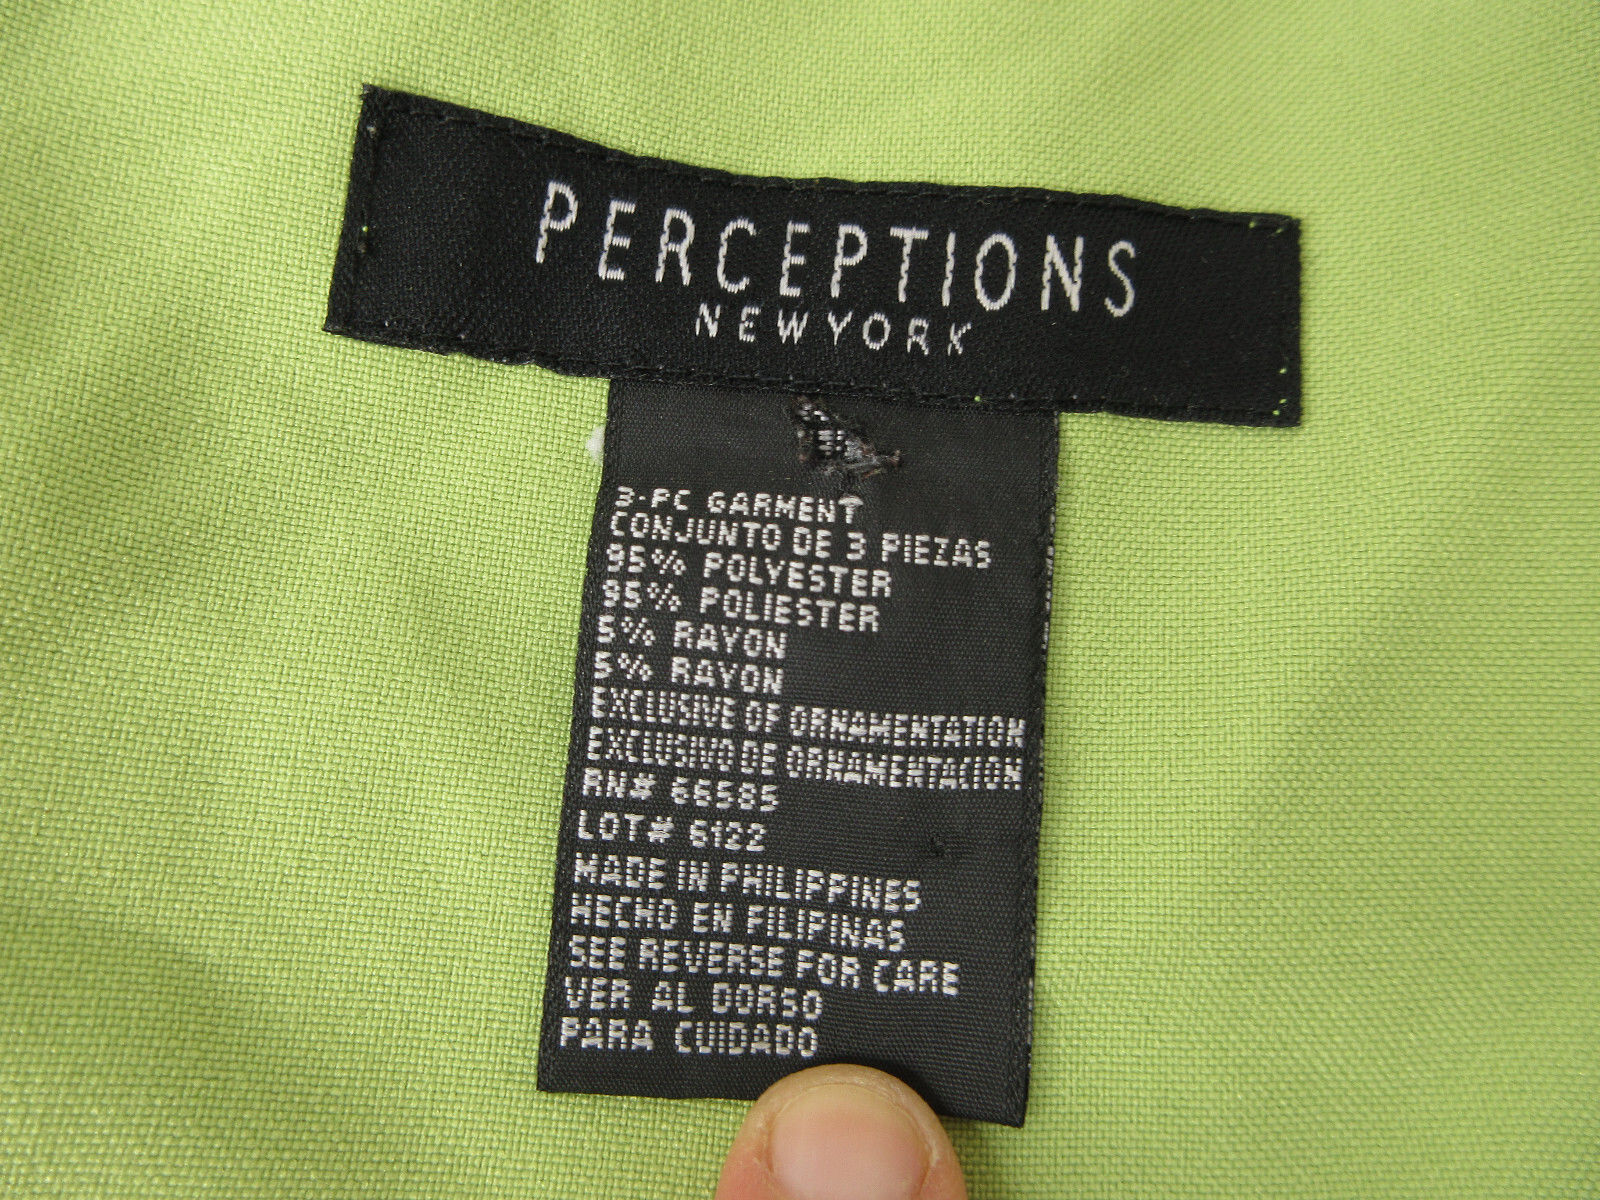 PERCEPTIONS
NEW YORK
3-PC GARMENT
CONJUNTO DE 3 PIEZAS
95% POLYESTER
95% POLIESTER
5% RAYON
5% RAYON
EXCLUSIVE OF ORNAMENTATION
EXCLUSIVO DE ORNAMENTACION
RN# 66585
LOT# 6122
MADE IN PHILIPPINES
HECHO EN FILIPINAS
SEE REVERSE FOR CARE
VER AL DORSO
PARA CUIDADO